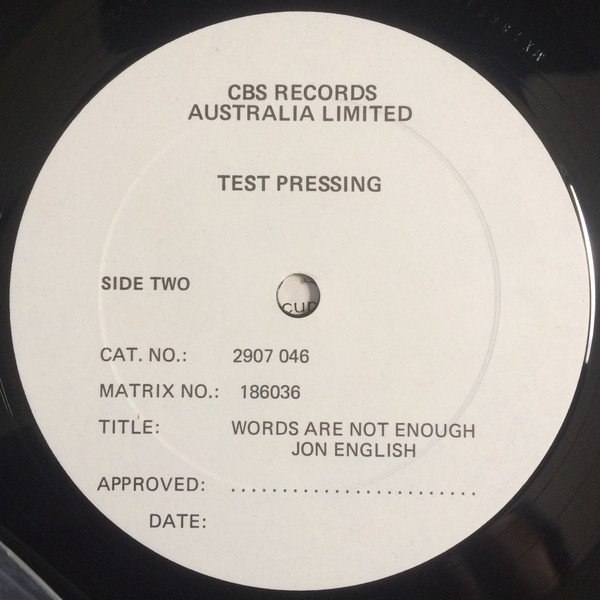 CBS RECORDS
AUSTRALIA LIMITED
TEST PRESSING
SIDE TWO
CAT. NO.: 2907 046
MATRIX NO.: 186036
TITLE: WORDS ARE NOT ENOUGH
JON ENGLISH
APPROVED: ..............................
DATE: